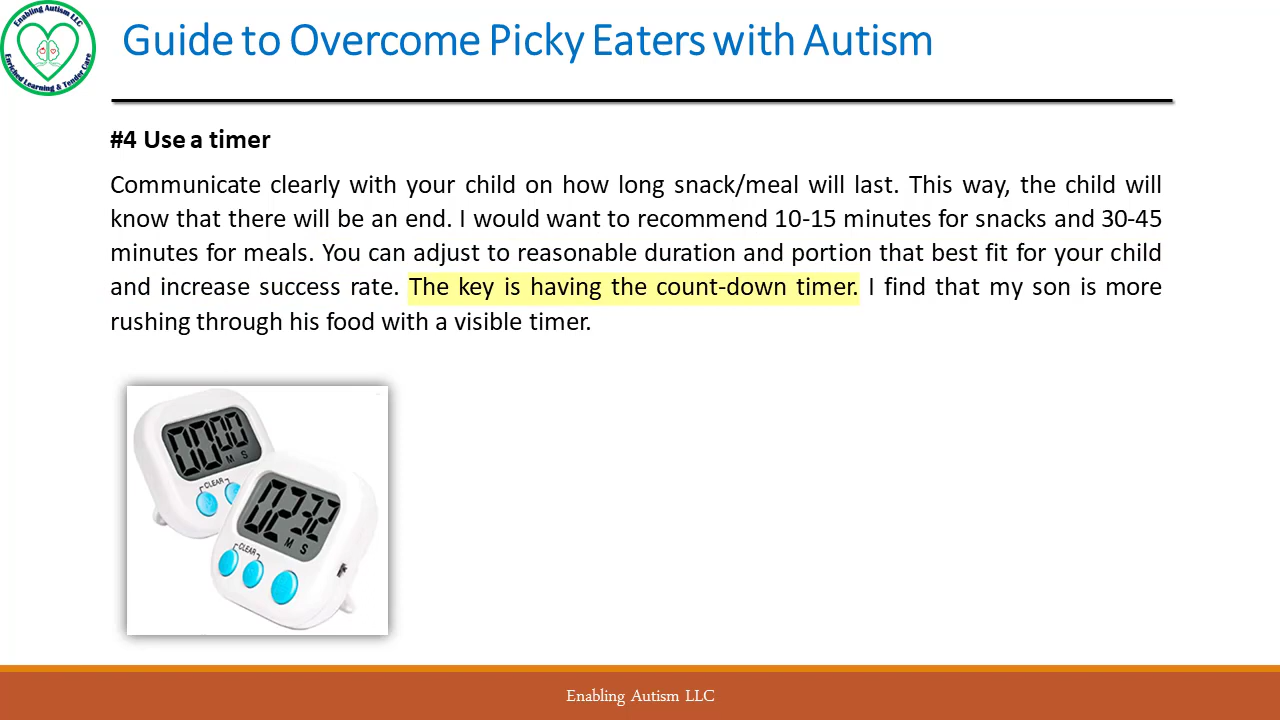 Enabling Autism LLC
Enriched Learning & Tender Care
Guide to Overcome Picky Eaters with Autism
#4 Use a timer
Communicate clearly with your child on how long snack/meal will last. This way, the child will
know that there will be an end. I would want to recommend 10-15 minutes for snacks and 30-45
minutes for meals. You can adjust to reasonable duration and portion that best fit for your child
and increase success rate. The key is having the count-down timer. I find that my son is more
rushing through his food with a visible timer.
00 00
M S
CLEAR
02 32
M S
CLEAR
Enabling Autism LLC